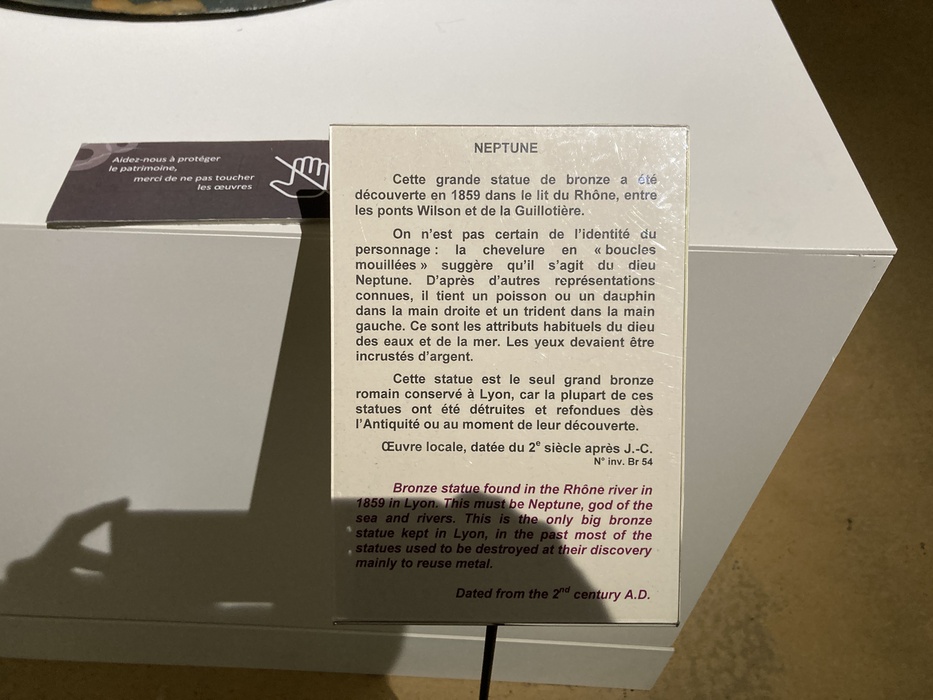 Aidez-nous à protéger
le patrimoine,
merci de ne pas toucher
les œuvres
NEPTUNE
Cette grande statue de bronze a été
découverte en 1859 dans le lit du Rhône, entre
les ponts Wilson et de la Guillotière.
On n’est pas certain de l’identité du
personnage : la chevelure en « boucles
mouillées » suggère qu’il s’agit du dieu
Neptune. D’après d’autres représentations
connues, il tient un poisson ou un dauphin
dans la main droite et un trident dans la main
gauche. Ce sont les attributs habituels du dieu
des eaux et de la mer. Les yeux devaient être
incrustés d’argent.
Cette statue est le seul grand bronze
romain conservé à Lyon, car la plupart de ces
statues ont été détruites et refondues dès
l’Antiquité ou au moment de leur découverte.
Œuvre locale, datée du 2e siècle après J.-C.
N° inv. Br 54
Bronze statue found in the Rhône river in
1859 in Lyon. This must be Neptune, god of the
sea and rivers. This is the only big bronze
statue kept in Lyon, in the past most of the
statues used to be destroyed at their discovery
mainly to reuse metal.
Dated from the 2nd century A.D.